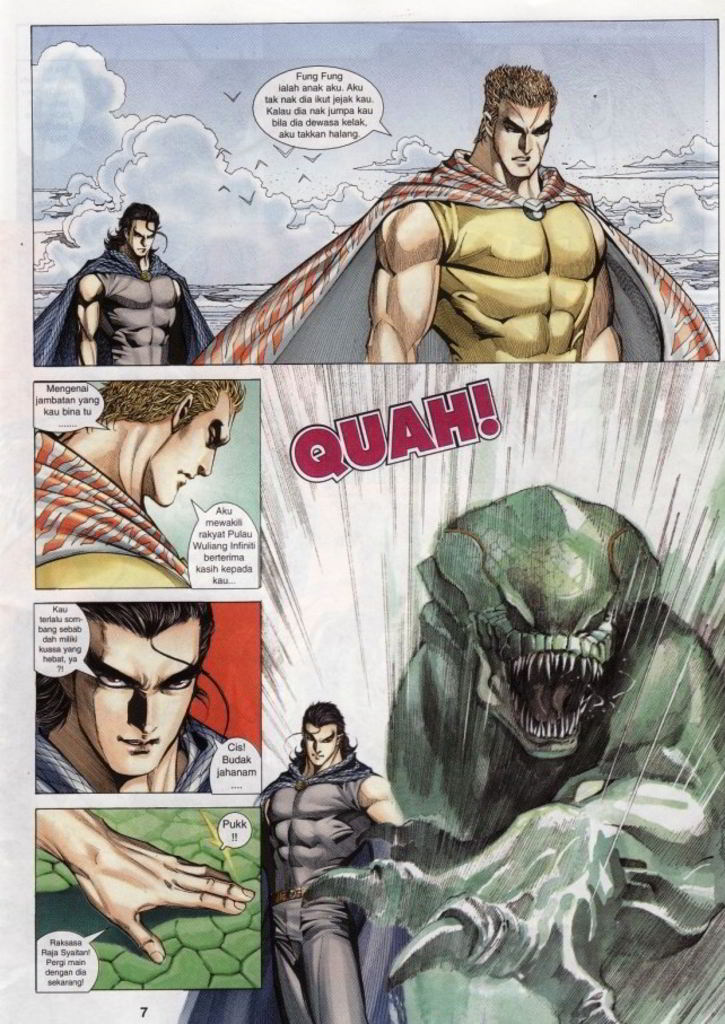 Fung Fung
ialah anak aku. Aku
tak nak dia ikut jejak kau.
Kalau dia nak jumpa kau
bila dia dewasa kelak,
aku takkan halang.
Mengenai
jambatan yang
kau bina tu
.......
Aku
mewakili
rakyat Pulau
Wuliang Infiniti
berterima
kasih kepada
kau...
QUAH!
Kau
terlalu som-
bang sebab
dah miliki
kuasa yang
hebat, ya
?!
Cis!
Budak
jahanam
....
Pukk
!!
Raksasa
Raja Syaitan!
Pergi main
dengan dia
sekarang!
7